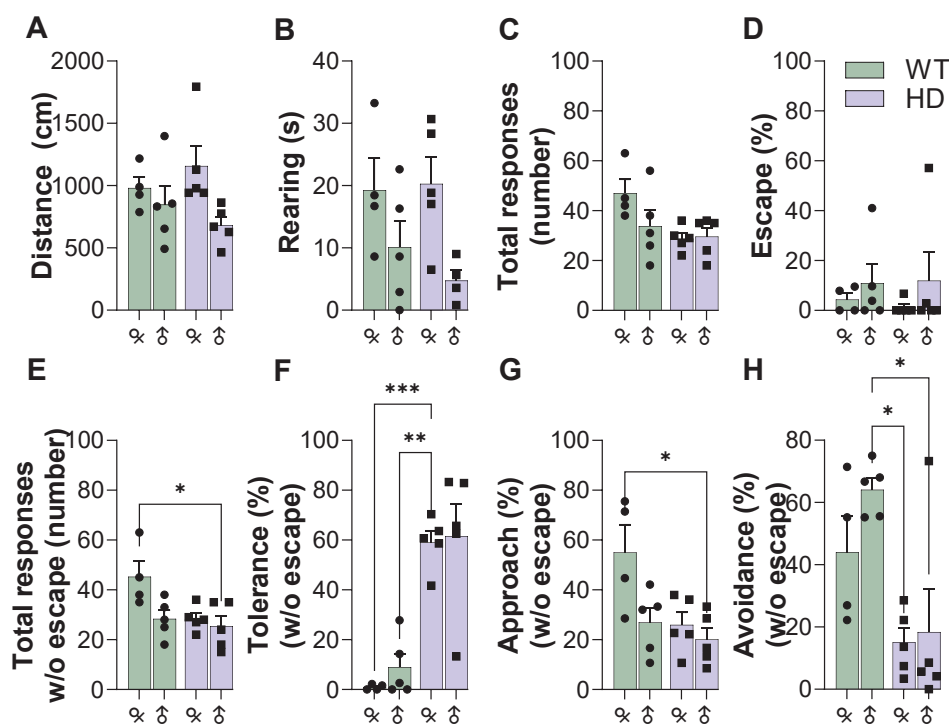 A
B
C
D
Distance (cm)
2000
1500
1000
500
0
♀ ♂ ♀ ♂
Rearing (s)
40
30
20
10
0
♀ ♂ ♀ ♂
Total responses
(number)
100
80
60
40
20
0
♀ ♂ ♀ ♂
Escape (%)
100
80
60
40
20
0
♀ ♂ ♀ ♂
WT
HD
E
F
G
H
Total responses
w/o escape (number)
100
80
60
40
20
0
*
♀ ♂ ♀ ♂
Tolerance (%)
(w/o escape)
100
80
60
40
20
0
***
**
♀ ♂ ♀ ♂
Approach (%)
(w/o escape)
100
80
60
40
20
0
*
♀ ♂ ♀ ♂
Avoidance (%)
(w/o escape)
80
60
40
20
0
*
*
♀ ♂ ♀ ♂